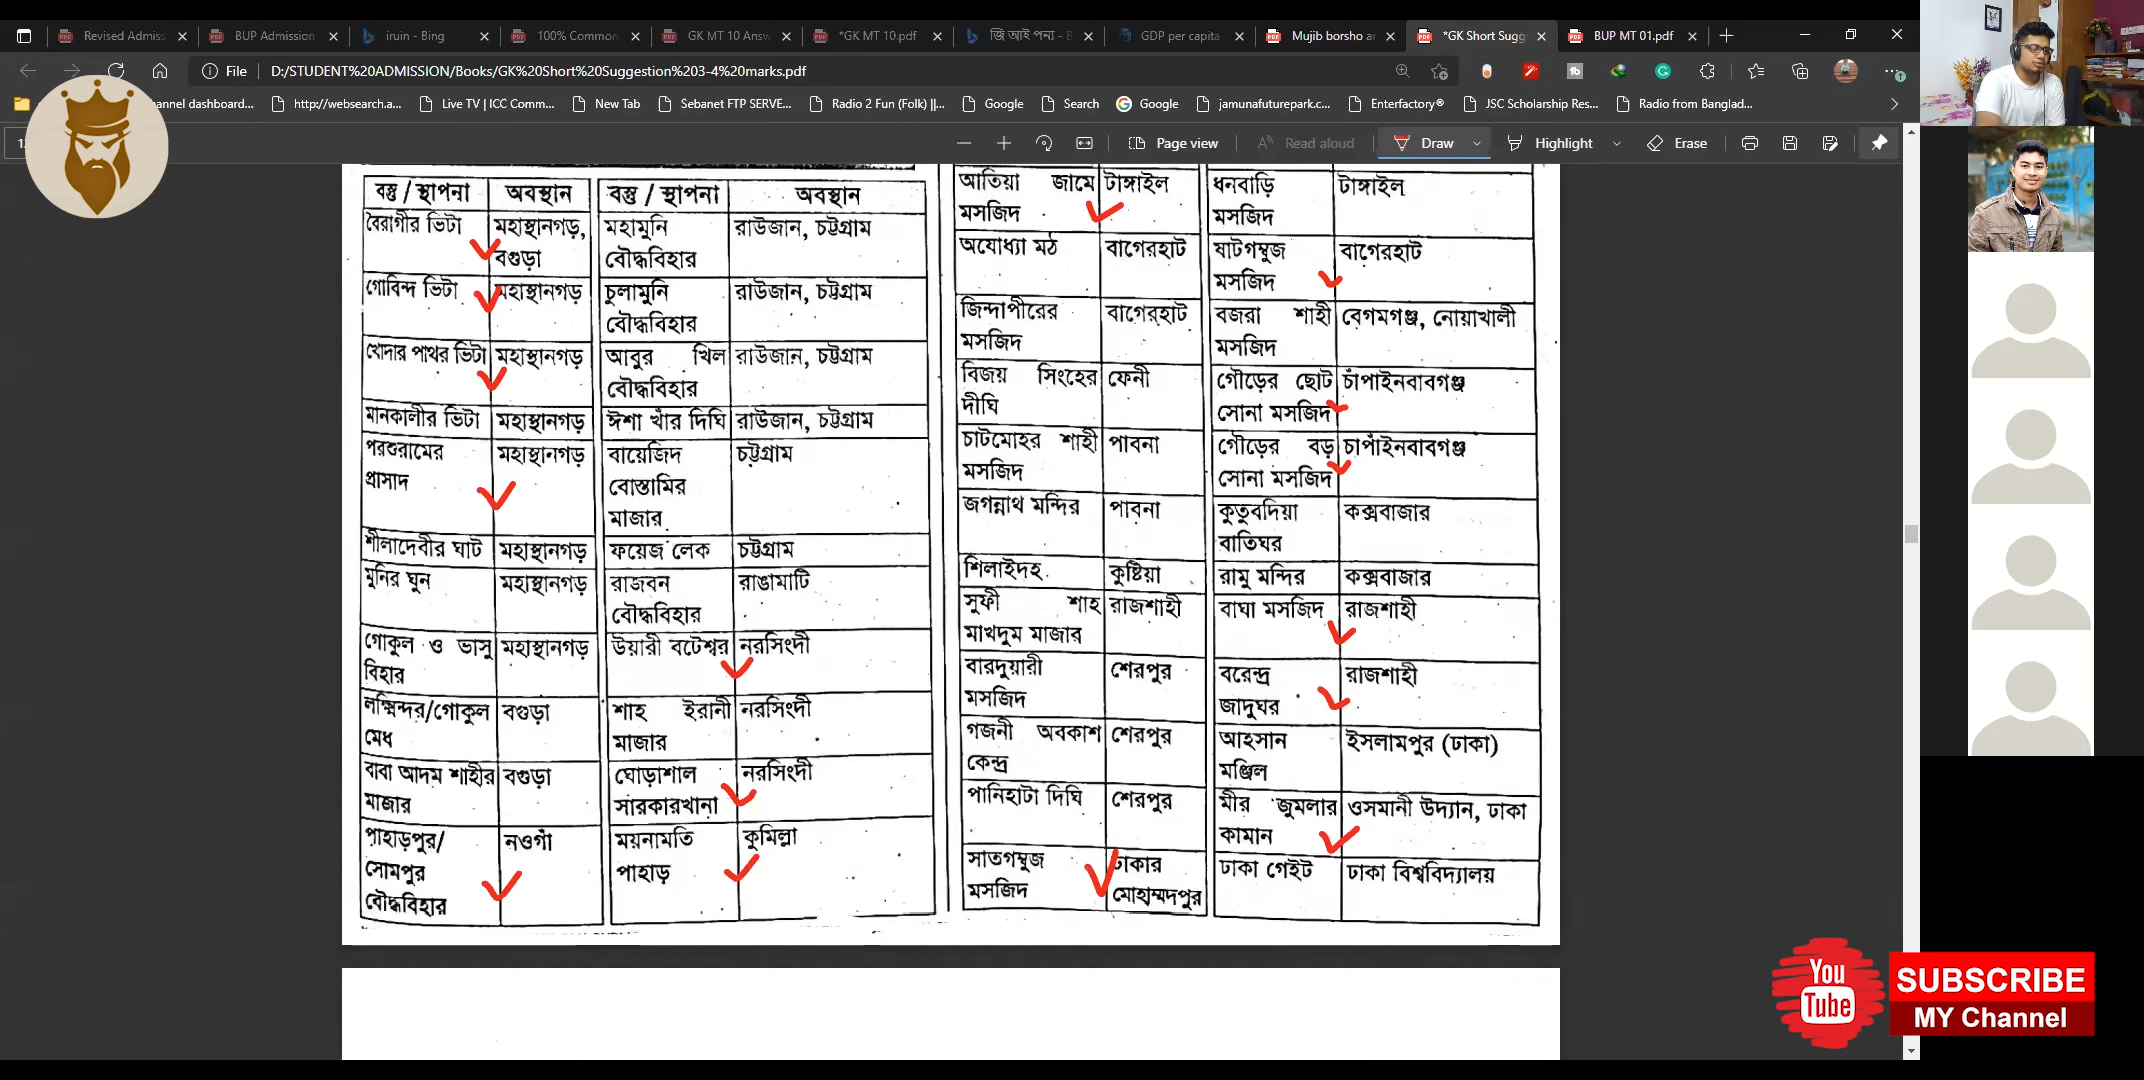 Revised Admiss
BUP Admission
iruin - Bing
100% Common
GK MT 10 Answ
*GK MT 10.pdf
জি আই পন্য - B
GDP per capita
Mujib borsho ar
*GK Short Sugg
BUP MT 01.pdf
File
D:/STUDENT%20ADMISSION/Books/GK%20Short%20Suggestion%203-4%20marks.pdf
hannel dashboard...
http://websearch.a...
Live TV | ICC Comm...
New Tab
Sebanet FTP SERVE...
Radio 2 Fun (Folk) ||...
Google
Search
Google
jamunafuturepark.c...
Enterfactory®
JSC Scholarship Res...
Radio from Banglad...
Page view
Read aloud
Draw
Highlight
Erase
বস্তু / স্থাপনা অবস্থান বস্তু / স্থাপনা অবস্থান
বৈরাগীর ভিটা মহাস্থানগড়, মহামুনি রাউজান, চট্টগ্রাম
বগুড়া বৌদ্ধবিহার
গোবিন্দ ভিটা মহাস্থানগড় চুলামুনি রাউজান, চট্টগ্রাম
বৌদ্ধবিহার
খোদার পাথর ভিটা মহাস্থানগড় আবুর খিল রাউজান, চট্টগ্রাম
বৌদ্ধবিহার
মানকালীর ভিটা মহাস্থানগড় ঈশা খাঁর দিঘি রাউজান, চট্টগ্রাম
পরশুরামের মহাস্থানগড় বায়েজিদ চট্টগ্রাম
প্রাসাদ বোস্তামির
মাজার
শীলাদেবীর ঘাট মহাস্থানগড় ফয়েজ লেক চট্টগ্রাম
মুনির ঘুন মহাস্থানগড় রাজবন রাঙামাটি
বৌদ্ধবিহার
গোকুল ও ভাসু মহাস্থানগড় উয়ারী বটেশ্বর নরসিংদী
বিহার
লক্ষ্মিন্দর/গোকুল বগুড়া শাহ ইরানী নরসিংদী
মেধ মাজার
বাবা আদম শাহীর বগুড়া ঘোড়াশাল নরসিংদী
মাজার সারকারখানা
পাহাড়পুর/ নওগাঁ ময়নামতি কুমিল্লা
সোমপুর পাহাড়
বৌদ্ধবিহার
আতিয়া জামে টাঙ্গাইল ধনবাড়ি টাঙ্গাইল
মসজিদ মসজিদ
অযোধ্যা মঠ বাগেরহাট ষাটগম্বুজ বাগেরহাট
মসজিদ
জিন্দাপীরের বাগেরহাট বজরা শাহী বেগমগঞ্জ, নোয়াখালী
মসজিদ মসজিদ
বিজয় সিংহের ফেনী গৌড়ের ছোট চাঁপাইনবাবগঞ্জ
দীঘি সোনা মসজিদ
চাটমোহর শাহী পাবনা গৌড়ের বড় চাপাঁইনবাবগঞ্জ
মসজিদ সোনা মসজিদ
জগন্নাথ মন্দির পাবনা কুতুবদিয়া কক্সবাজার
বাতিঘর
শিলাইদহ কুষ্টিয়া রামু মন্দির কক্সবাজার
সুফী শাহ রাজশাহী বাঘা মসজিদ রাজশাহী
মাখদুম মাজার
বারদুয়ারী শেরপুর বরেন্দ্র রাজশাহী
মসজিদ জাদুঘর
গজনী অবকাশ শেরপুর আহসান ইসলামপুর (ঢাকা)
কেন্দ্র মঞ্জিল
পানিহাটা দিঘি শেরপুর মীর জুমলার ওসমানী উদ্যান, ঢাকা
কামান
সাতগম্বুজ ঢাকার ঢাকা গেইট ঢাকা বিশ্ববিদ্যালয়
মসজিদ মোহাম্মদপুর
You
Tube
SUBSCRIBE
MY Channel